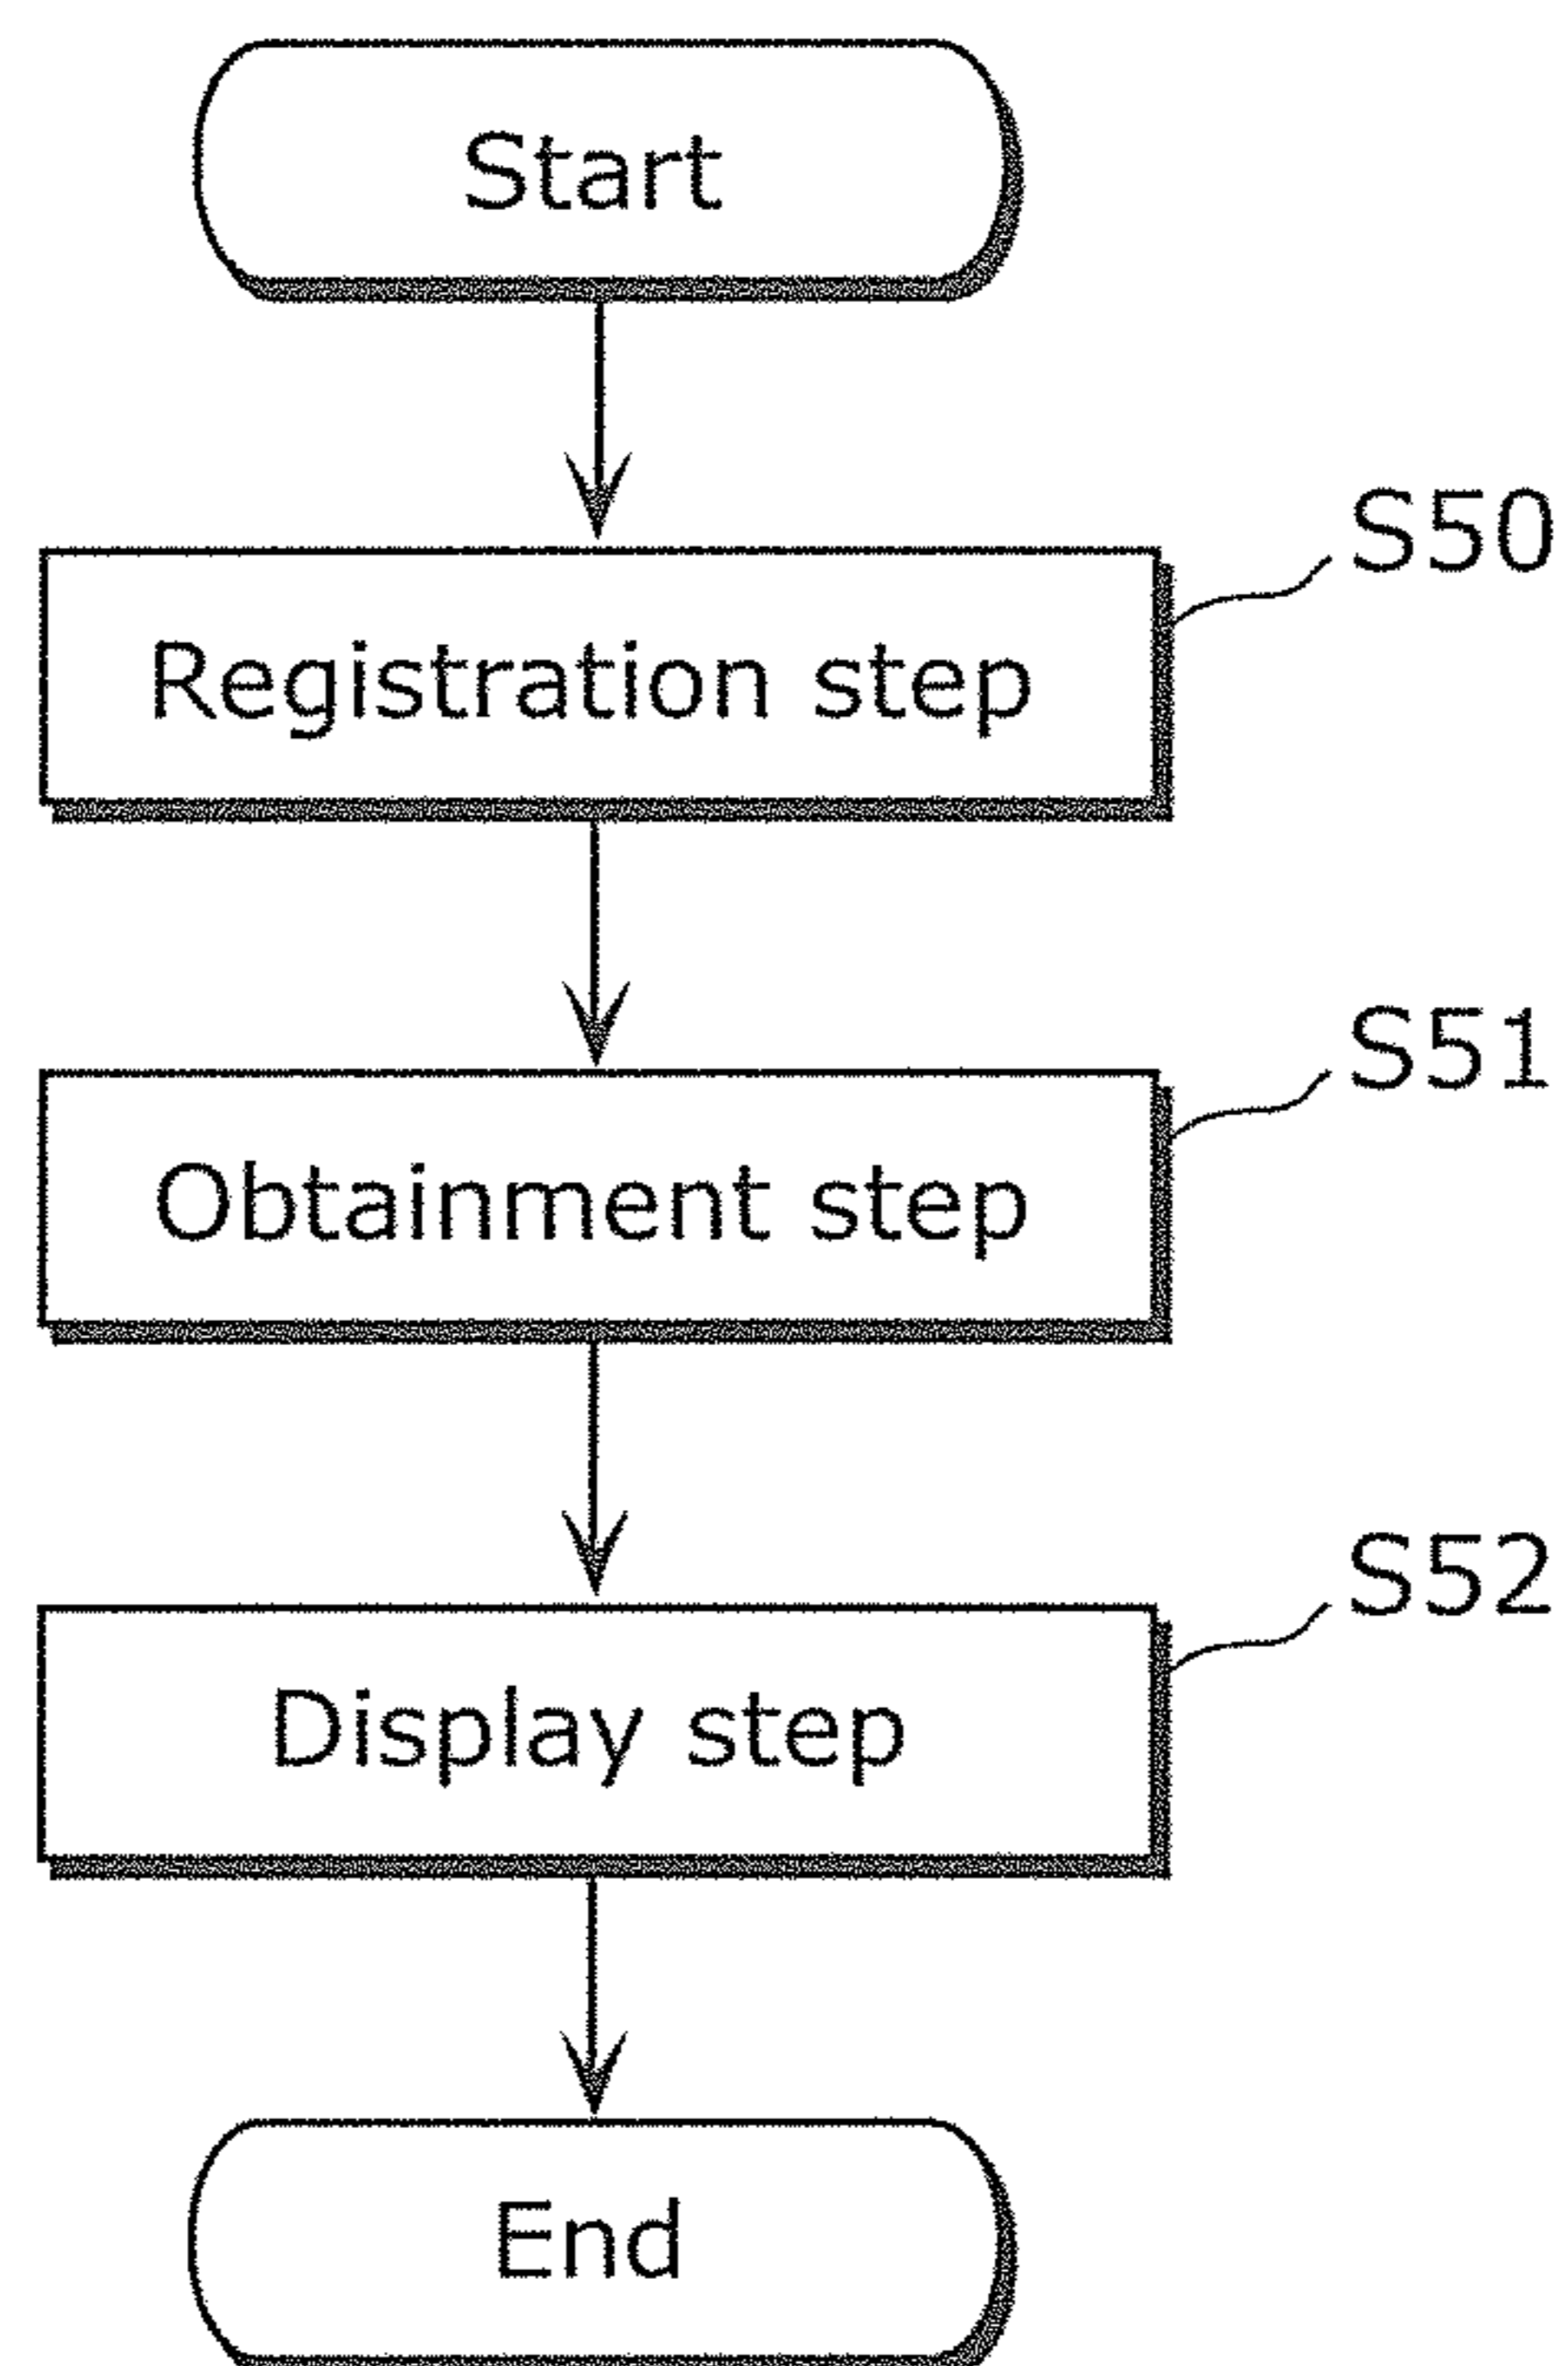 Start
S50
Registration step
S51
Obtainment step
S52
Display step
End